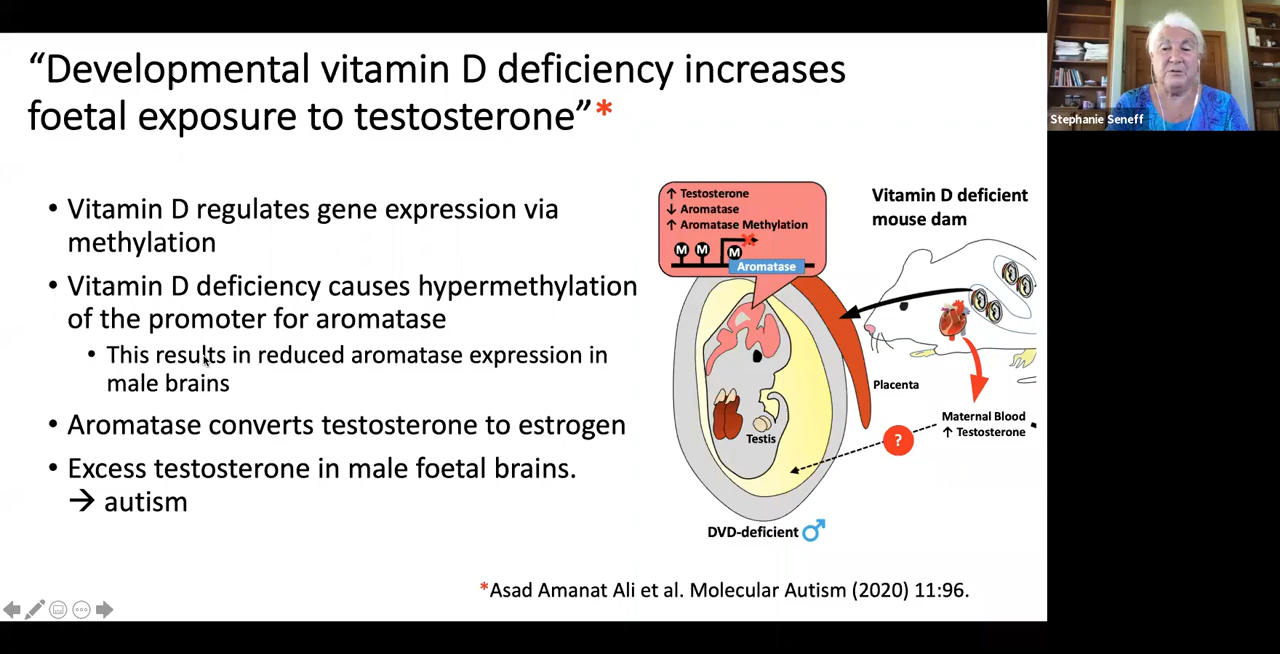 “Developmental vitamin D deficiency increases
foetal exposure to testosterone”*
• Vitamin D regulates gene expression via
methylation
• Vitamin D deficiency causes hypermethylation
of the promoter for aromatase
• This results in reduced aromatase expression in
male brains
• Aromatase converts testosterone to estrogen
• Excess testosterone in male foetal brains.
→ autism
↑ Testosterone
↓ Aromatase
↑ Aromatase Methylation
M M M
Aromatase
Vitamin D deficient
mouse dam
Placenta
Maternal Blood
↑ Testosterone
?
Testis
DVD-deficient ♂
*Asad Amanat Ali et al. Molecular Autism (2020) 11:96.
Stephanie Seneff